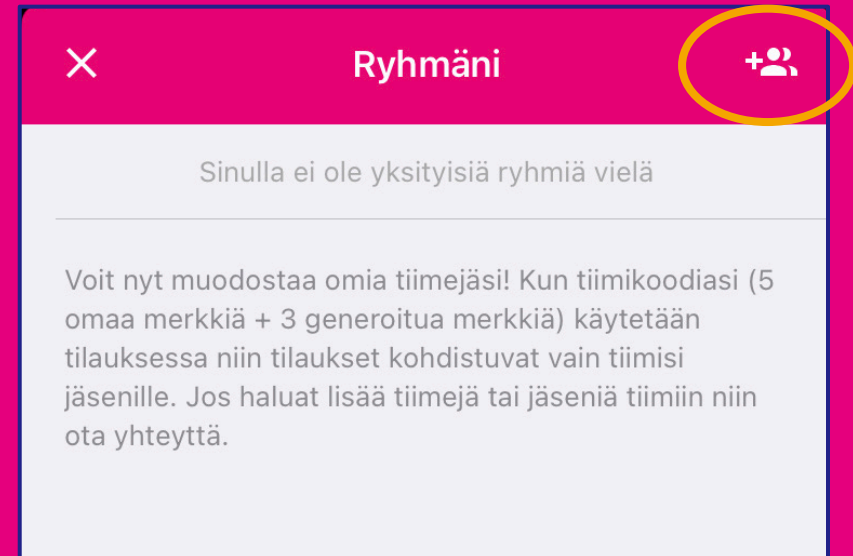 Ryhmäni
Sinulla ei ole yksityisiä ryhmiä vielä
Voit nyt muodostaa omia tiimejäsi! Kun tiimikoodiasi (5
omaa merkkiä + 3 generoitua merkkiä) käytetään
tilauksessa niin tilaukset kohdistuvat vain tiimisi
jäsenille. Jos haluat lisää tiimejä tai jäseniä tiimiin niin
ota yhteyttä.